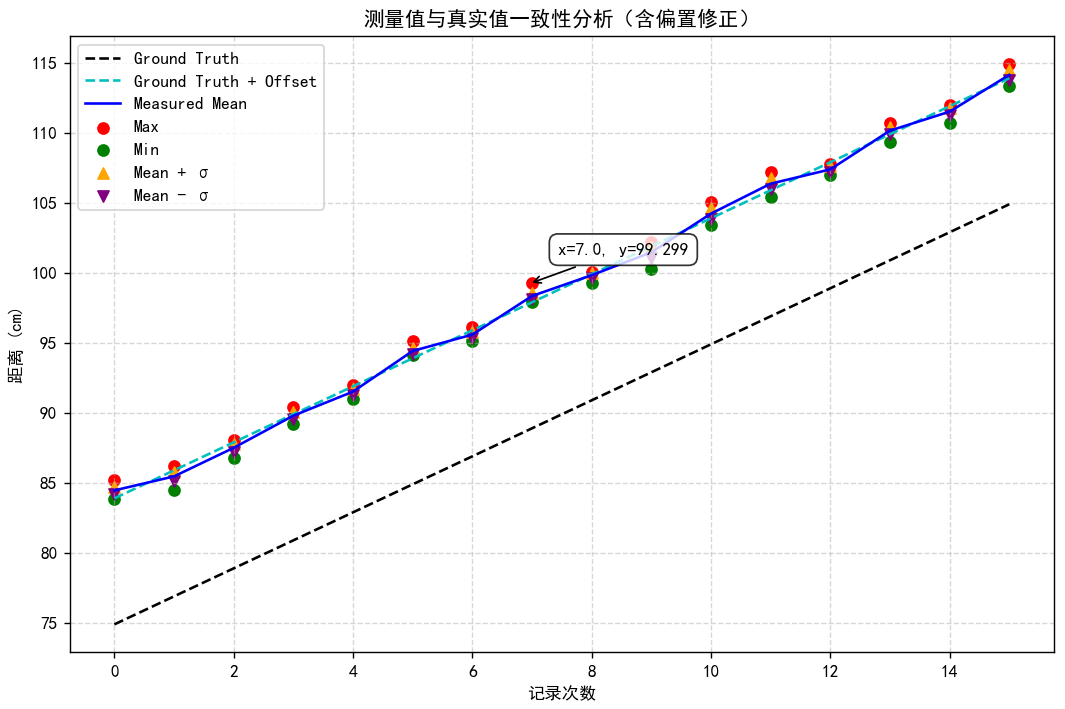 测量值与真实值一致性分析（含偏置修正）
Ground Truth
Ground Truth + Offset
Measured Mean
Max
Min
Mean + σ
Mean − σ
x=7.0, y=99.299
距离 (cm)
115
110
105
100
95
90
85
80
75
0 2 4 6 8 10 12 14
记录次数